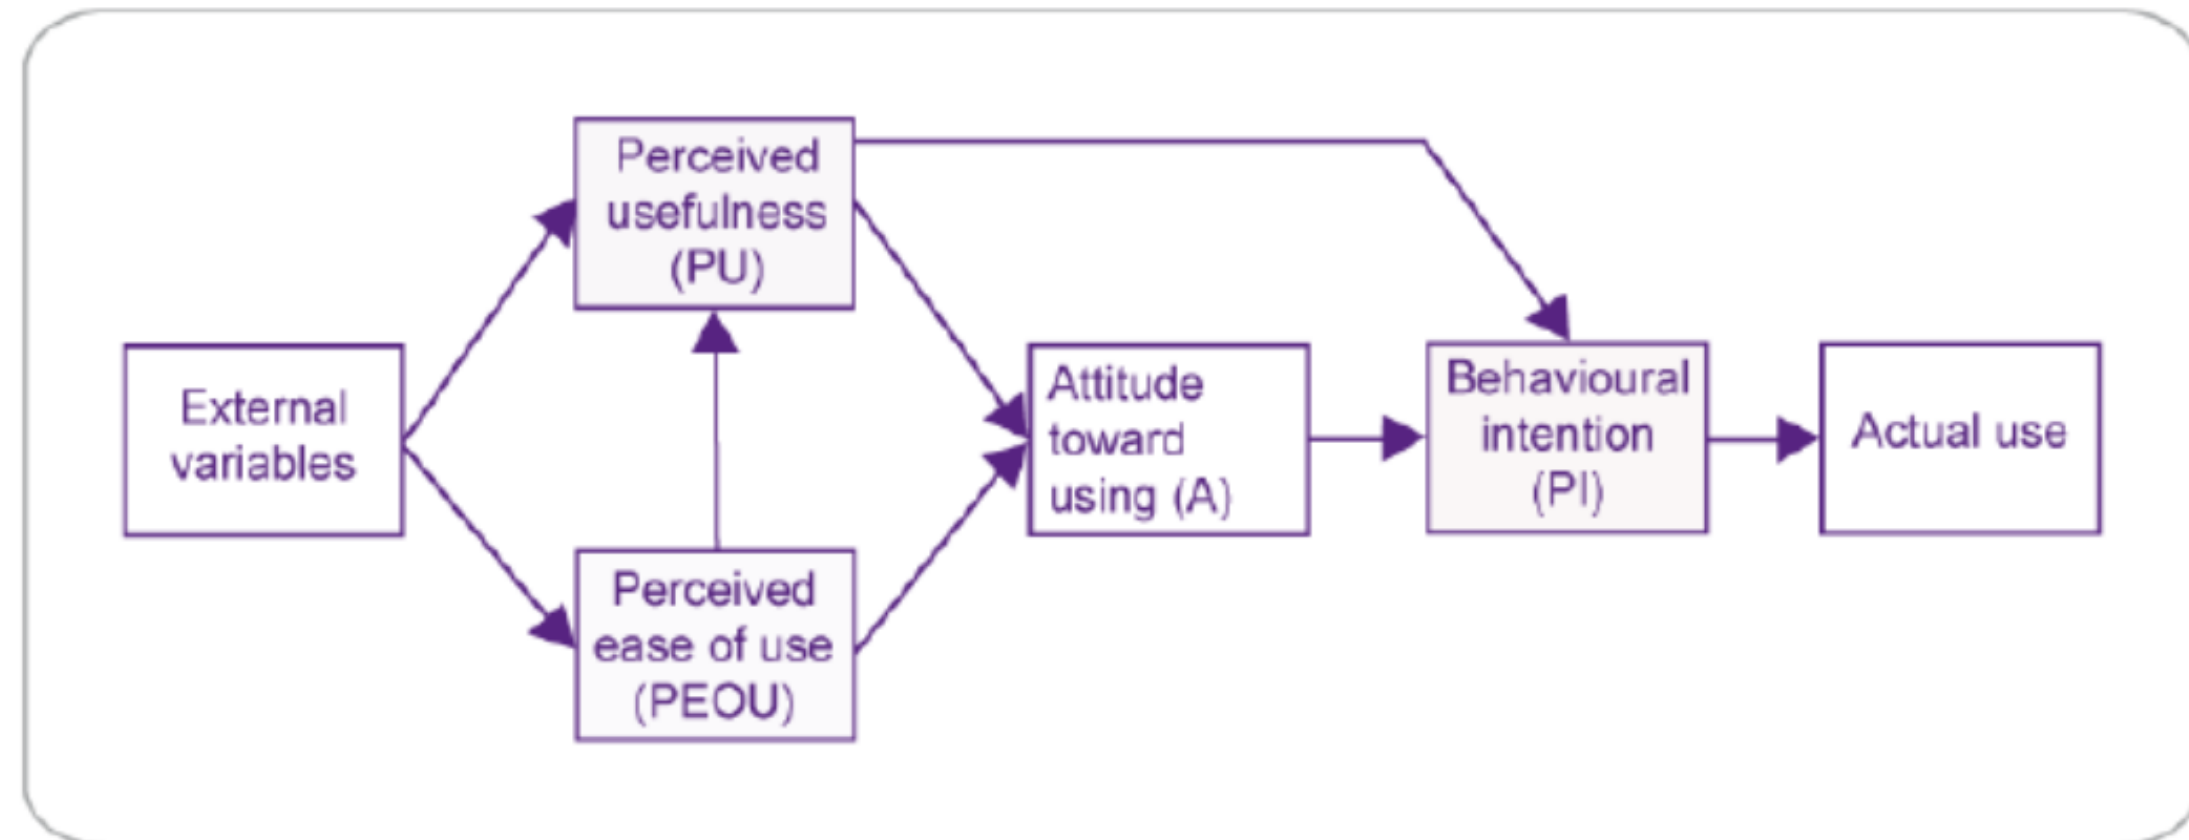 Perceived
usefulness
(PU)
External
variables
Perceived
ease of use
(PEOU)
Attitude
toward
using (A)
Behavioural
intention
(PI)
Actual use